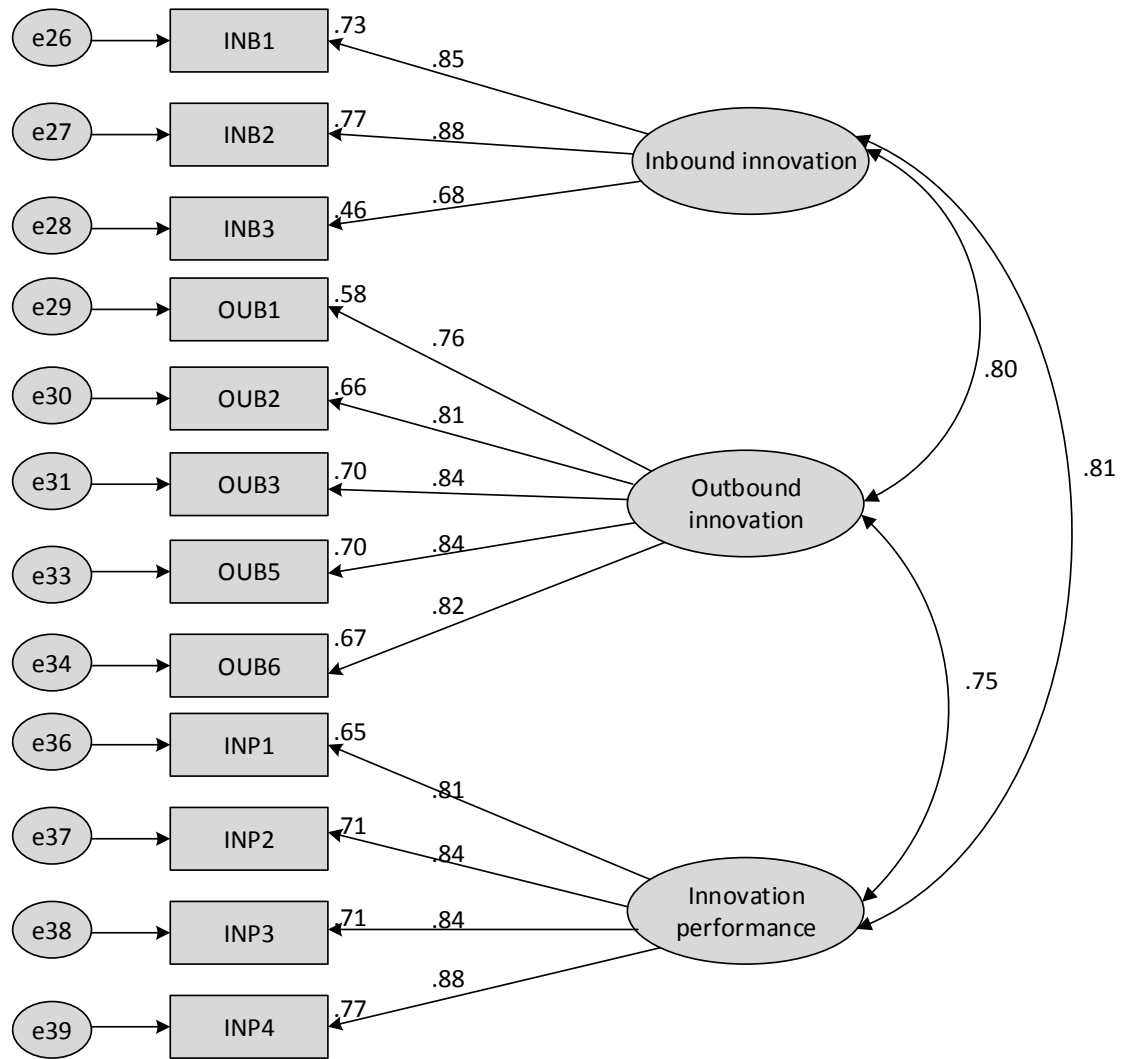 e26
INB1
.73
.85
e27
INB2
.77
.88
Inbound innovation
e28
INB3
.46
.68
e29
OUB1
.58
.76
.80
e30
OUB2
.66
.81
e31
OUB3
.70
.84
Outbound
innovation
.81
e33
OUB5
.70
.84
e34
OUB6
.67
.82
.75
e36
INP1
.65
.81
e37
INP2
.71
.84
e38
INP3
.71
.84
Innovation
performance
e39
INP4
.77
.88